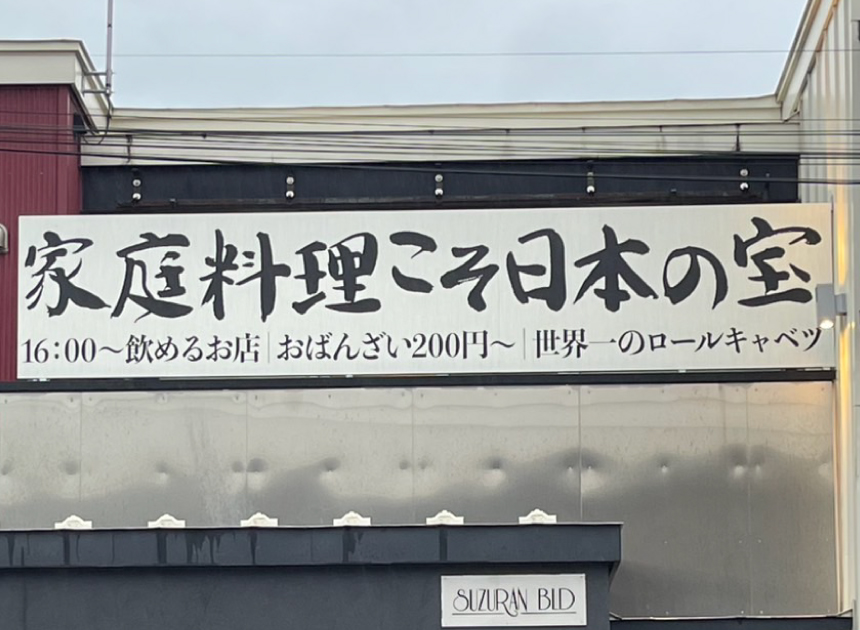 家庭料理こそ日本の宝
16:00〜飲めるお店|おばんざい200円〜|世界一のロールキャベツ
SUZURAN BLD